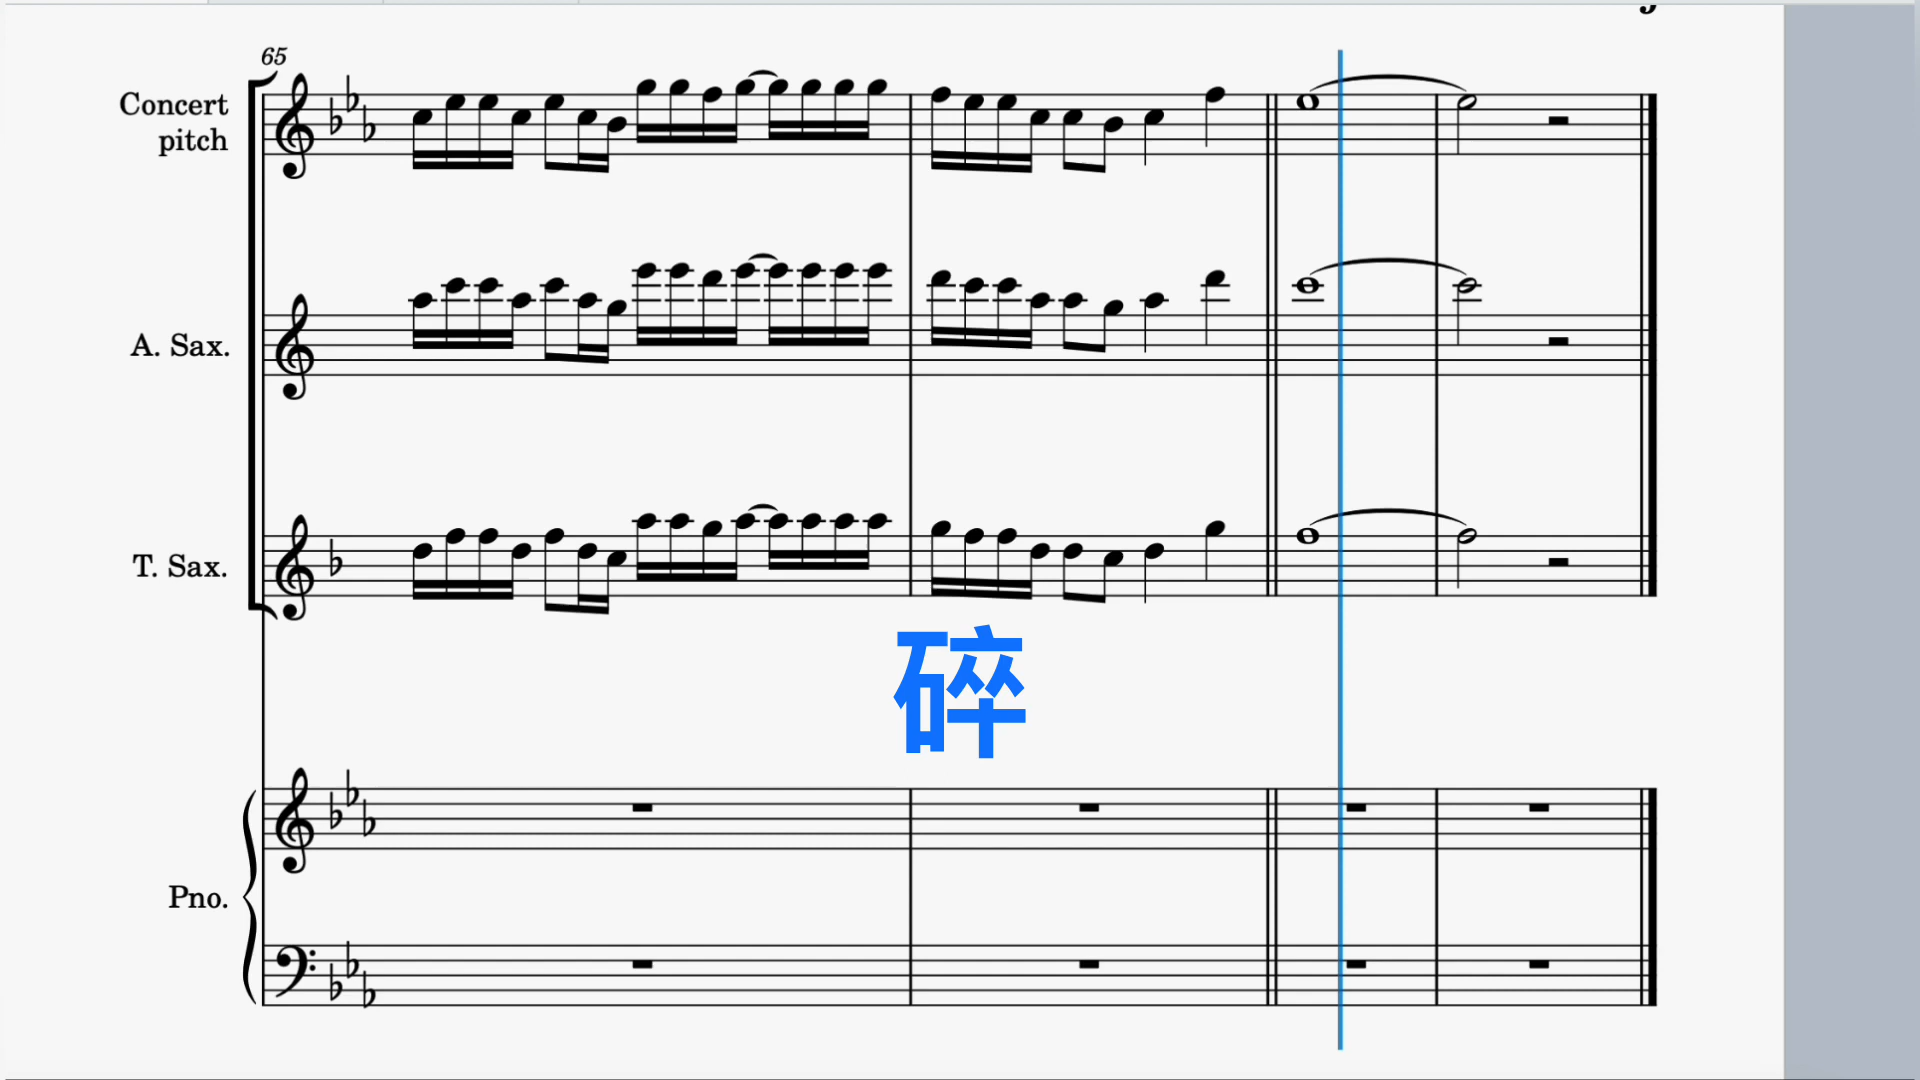 65
Concert
pitch
A. Sax.
T. Sax.
碎
Pno.